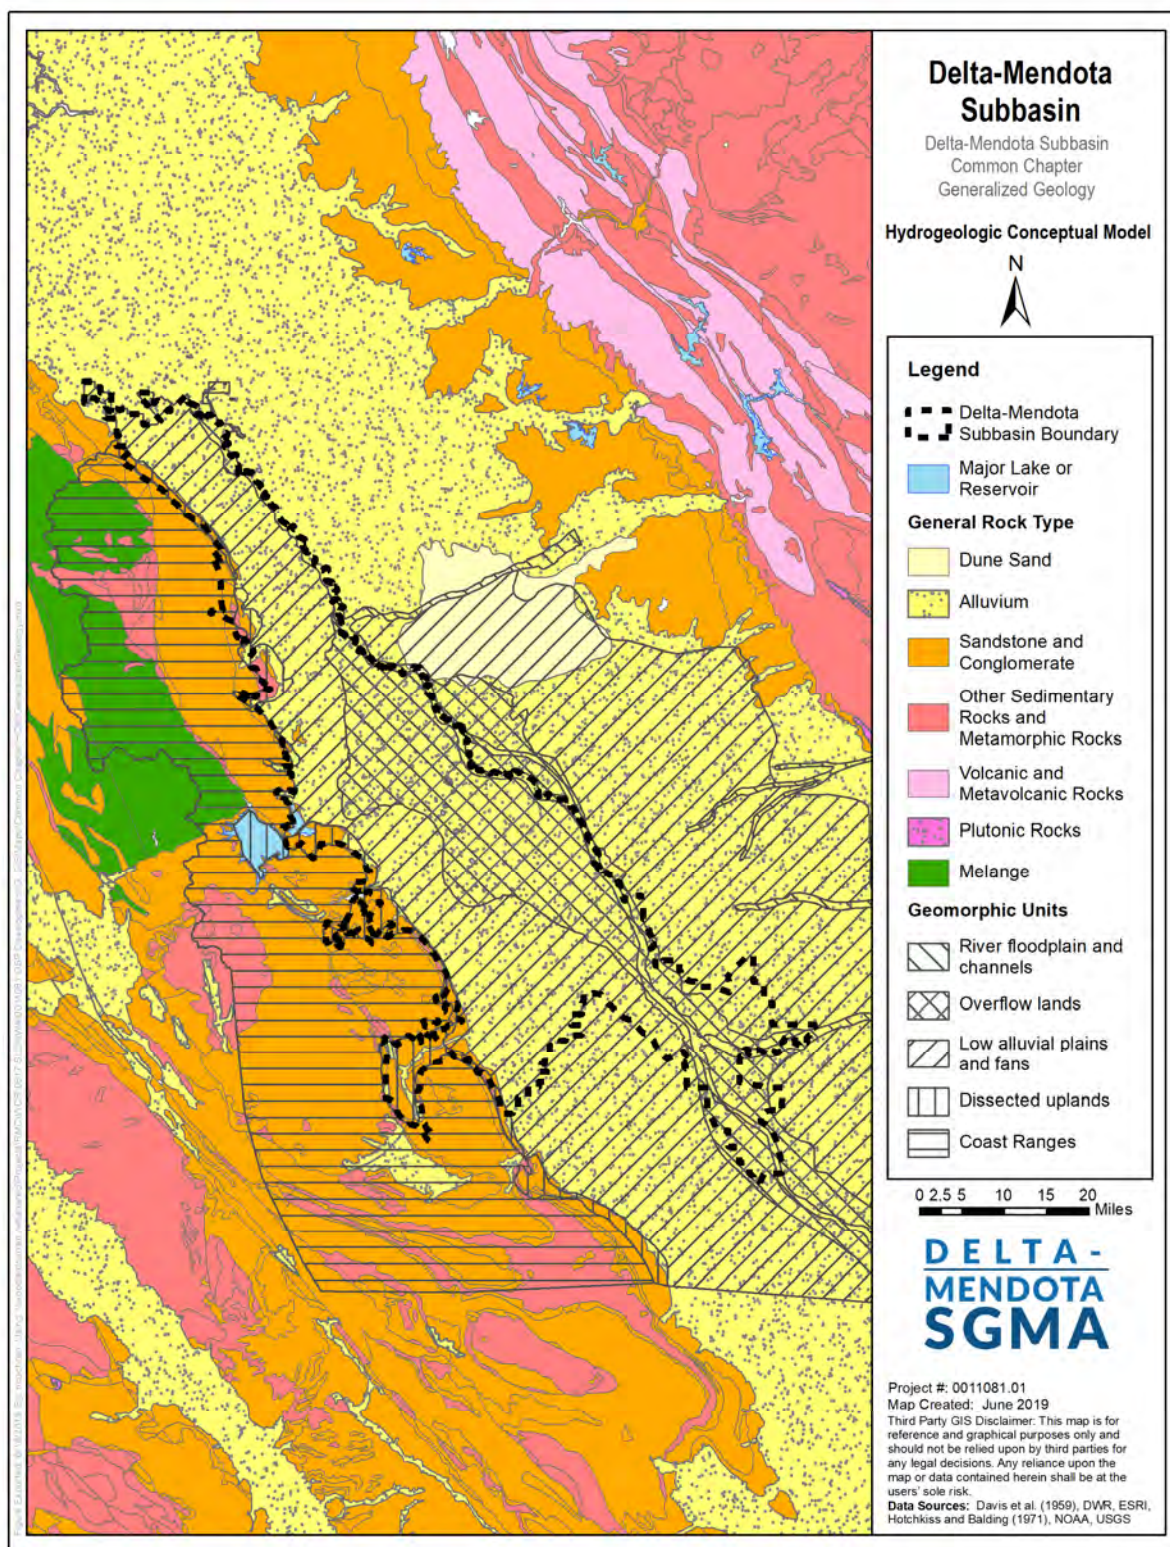 Delta-Mendota
Subbasin
Delta-Mendota Subbasin
Common Chapter
Generalized Geology
Hydrogeologic Conceptual Model
N
Legend
Delta-Mendota
Subbasin Boundary
Major Lake or
Reservoir
General Rock Type
Dune Sand
Alluvium
Sandstone and
Conglomerate
Other Sedimentary
Rocks and
Metamorphic Rocks
Volcanic and
Metavolcanic Rocks
Plutonic Rocks
Melange
Geomorphic Units
River floodplain and
channels
Overflow lands
Low alluvial plains
and fans
Dissected uplands
Coast Ranges
0 2.5 5 10 15 20
Miles
DELTA-
MENDOTA
SGMA
Project #: 0011081.01
Map Created: June 2019
Third Party GIS Disclaimer: This map is for
reference and graphical purposes only and
should not be relied upon by third parties for
any legal decisions. Any reliance upon the
map or data contained herein shall be at the
users' sole risk.
Data Sources: Davis et al. (1959), DWR, ESRI,
Hotchkiss and Balding (1971), NOAA, USGS